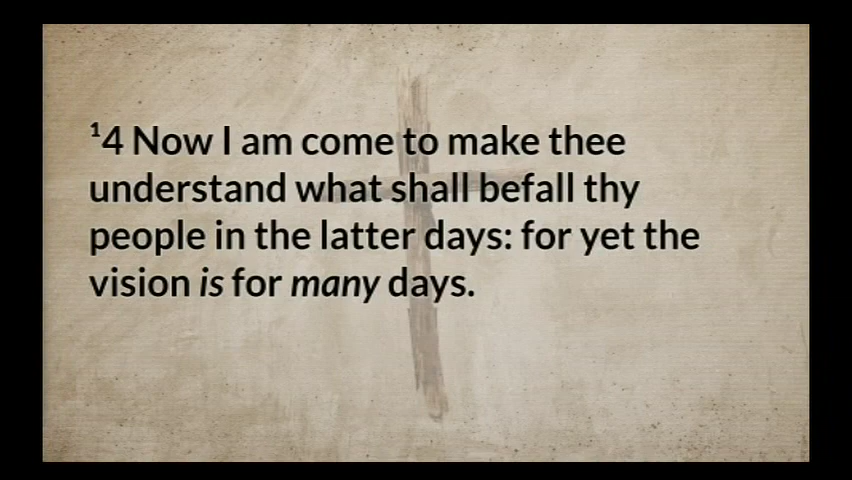 ¹4 Now I am come to make thee
understand what shall befall thy
people in the latter days: for yet the
vision is for many days.